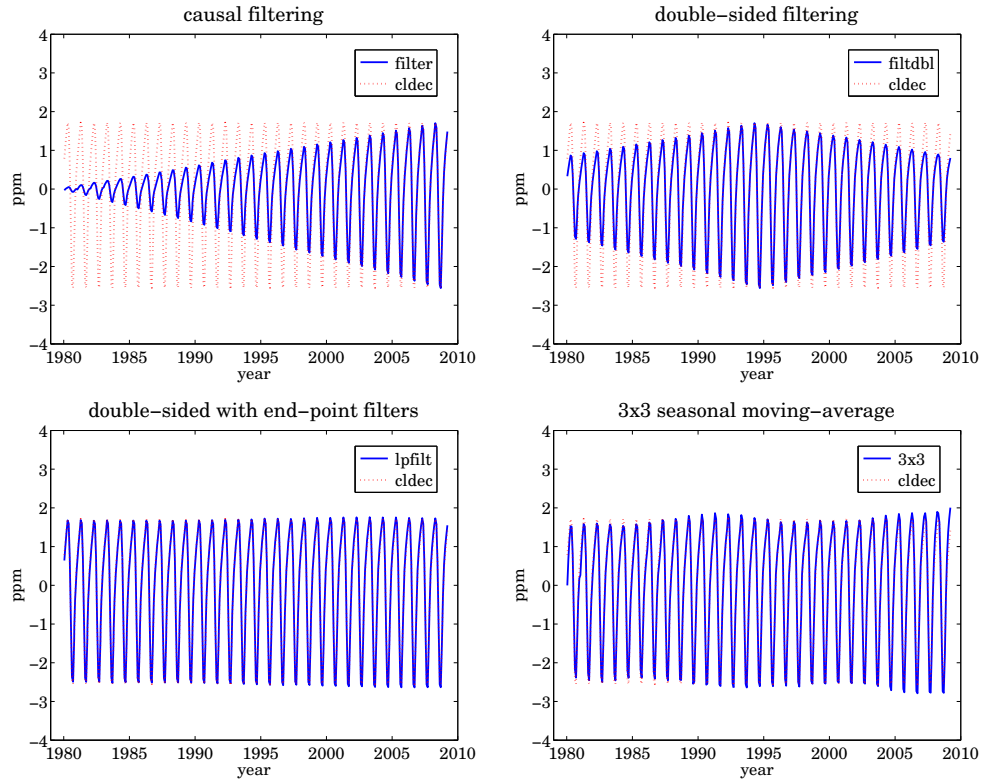 causal filtering
4
3
2
1
0
−1
−2
−3
−4
ppm
filter
cldec
1980 1985 1990 1995 2000 2005 2010
year
double−sided filtering
4
3
2
1
0
−1
−2
−3
−4
ppm
filtdbl
cldec
1980 1985 1990 1995 2000 2005 2010
year
double−sided with end−point filters
4
3
2
1
0
−1
−2
−3
−4
ppm
lpfilt
cldec
1980 1985 1990 1995 2000 2005 2010
year
3x3 seasonal moving−average
4
3
2
1
0
−1
−2
−3
−4
ppm
3x3
cldec
1980 1985 1990 1995 2000 2005 2010
year